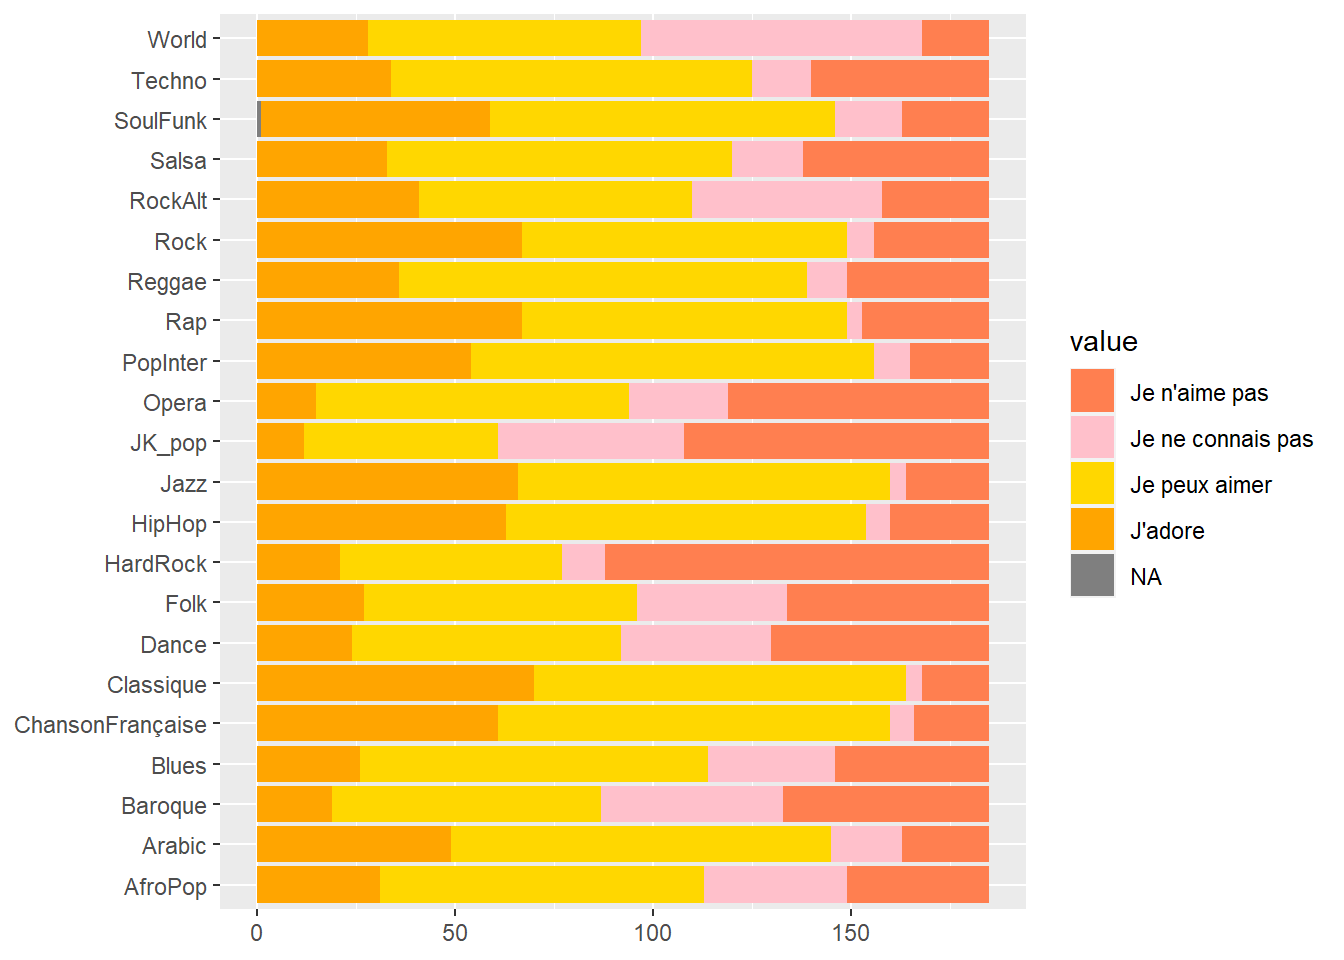 World
Techno
SoulFunk
Salsa
RockAlt
Rock
Reggae
Rap
PopInter
Opera
JK_pop
Jazz
HipHop
HardRock
Folk
Dance
Classique
ChansonFrançaise
Blues
Baroque
Arabic
AfroPop
0 50 100 150
value
Je n'aime pas
Je ne connais pas
Je peux aimer
J'adore
NA